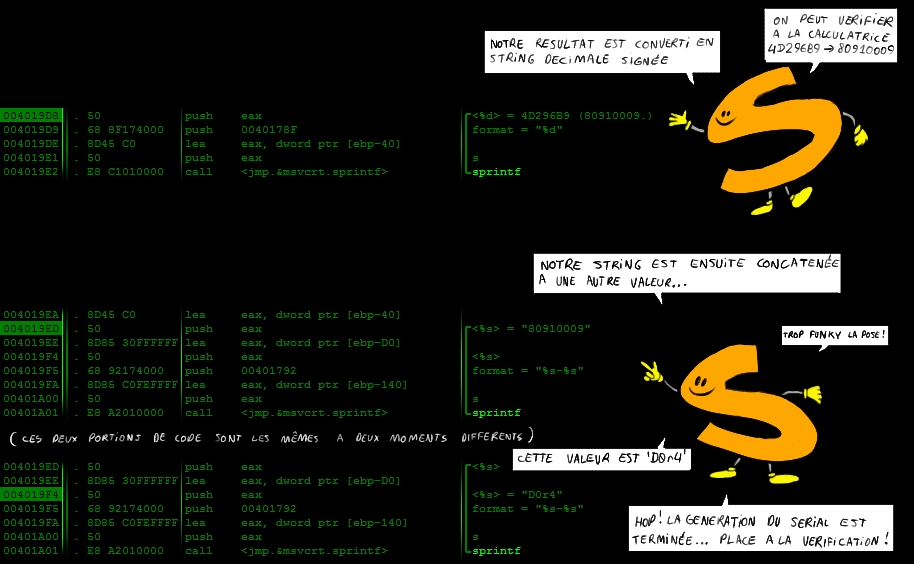 ON PEUT VERIFIER
A LA CALCULATRICE
4D296B9 → 80910009
NOTRE RESULTAT EST CONVERTI EN
STRING DECIMALE SIGNÉE
004019D8 . 50 push eax <%d> = 4D296B9 (80910009.)
004019D9 . 68 8F174000 push 0040178F format = "%d"
004019DE . 8D45 C0 lea eax, dword ptr [ebp-40]
004019E1 . 50 push eax s
004019E2 . E8 C1010000 call <jmp.&msvcrt.sprintf> sprintf
NOTRE STRING EST ENSUITE CONCATENÉE
A UNE AUTRE VALEUR...
004019EA . 8D45 C0 lea eax, dword ptr [ebp-40]
004019ED . 50 push eax <%s> = "80910009"
004019EE . 8D85 30FFFFFF lea eax, dword ptr [ebp-D0]
004019F4 . 50 push eax <%s>
004019F5 . 68 92174000 push 00401792 format = "%s-%s"
004019FA . 8D85 C0FEFFFF lea eax, dword ptr [ebp-140]
00401A00 . 50 push eax s
00401A01 . E8 A2010000 call <jmp.&msvcrt.sprintf> sprintf
TROP FUNKY LA POSE!
(CES DEUX PORTIONS DE CODE SONT LES MÊMES A DEUX MOMENTS DIFFERENTS)
CETTE VALEUR EST 'D0r4'
004019ED . 50 push eax <%s>
004019EE . 8D85 30FFFFFF lea eax, dword ptr [ebp-D0]
004019F4 . 50 push eax <%s> = "D0r4"
004019F5 . 68 92174000 push 00401792 format = "%s-%s"
004019FA . 8D85 C0FEFFFF lea eax, dword ptr [ebp-140]
00401A00 . 50 push eax s
00401A01 . E8 A2010000 call <jmp.&msvcrt.sprintf> sprintf
HOP! LA GENERATION DU SERIAL EST
TERMINÉE... PLACE A LA VERIFICATION!